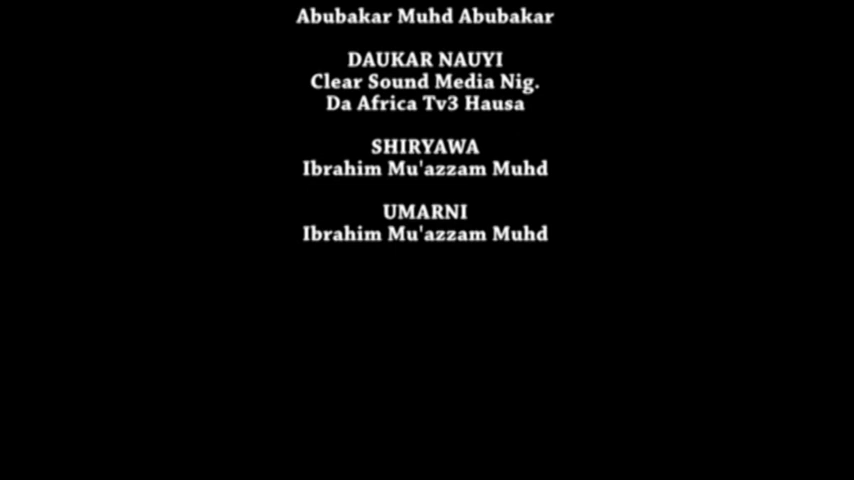 Abubakar Muhd Abubakar
DAUKAR NAUYI
Clear Sound Media Nig.
Da Africa Tv3 Hausa
SHIRYAWA
Ibrahim Mu'azzam Muhd
UMARNI
Ibrahim Mu'azzam Muhd